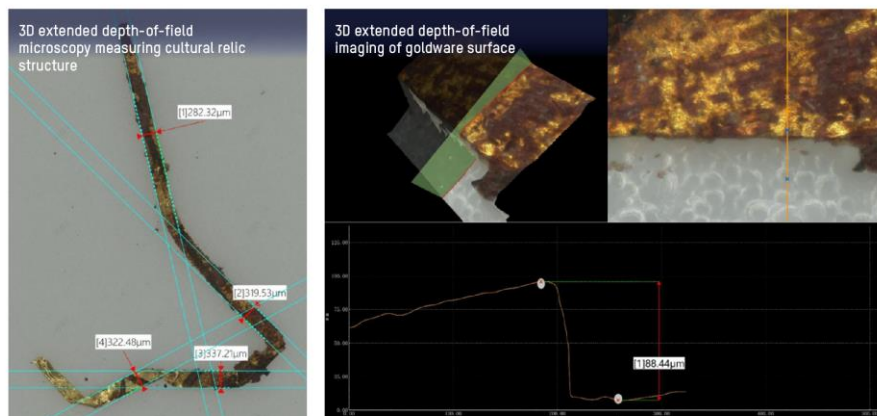 3D extended depth-of-field
microscopy measuring cultural relic
structure
[1]282.32μm
[2]319.53μm
[4]322.48μm
[3]337.21μm
3D extended depth-of-field
imaging of goldware surface
[1]88.44μm